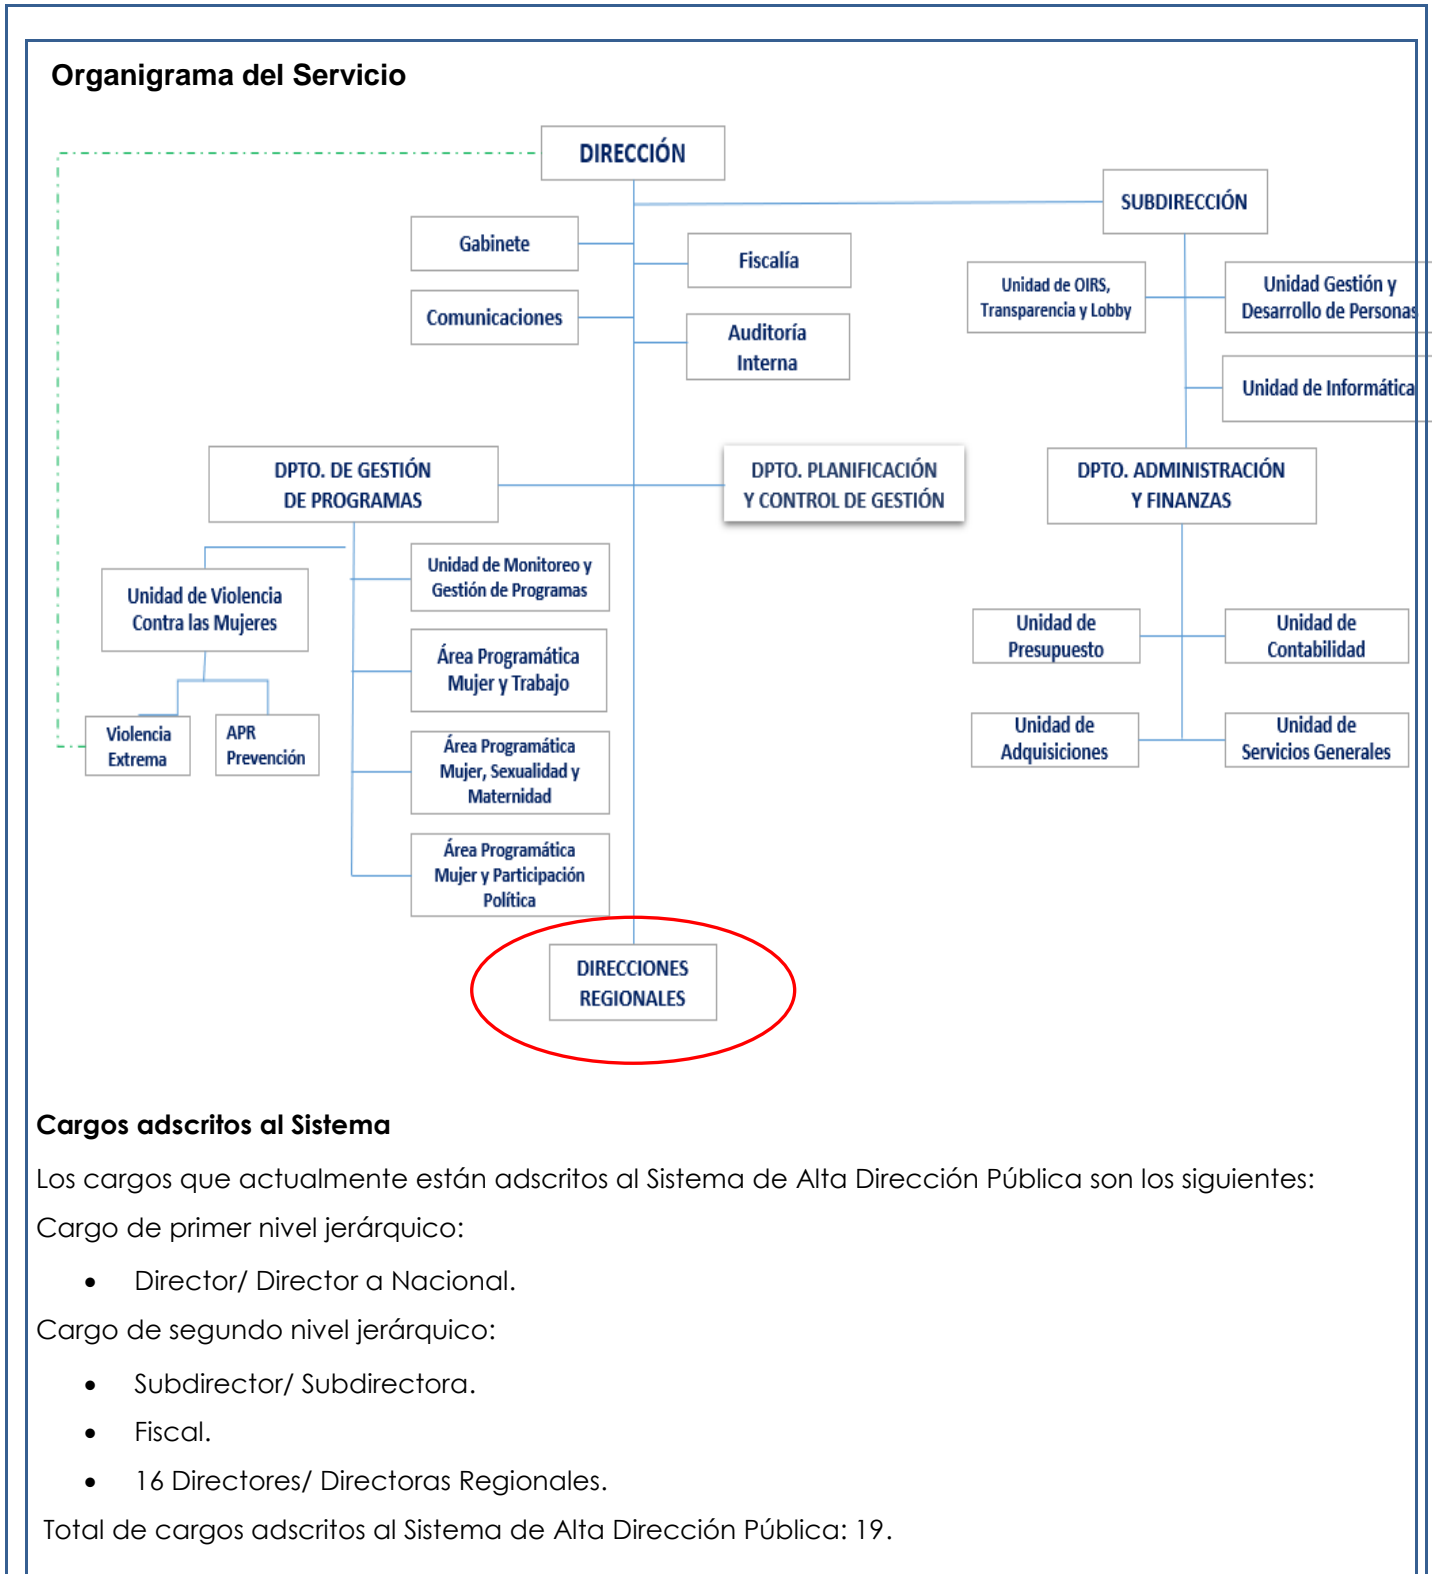 Organigrama del Servicio
DIRECCIÓN
SUBDIRECCIÓN
Gabinete
Fiscalía
Comunicaciones
Auditoría
Interna
Unidad de OIRS,
Transparencia y Lobby
Unidad Gestión y
Desarrollo de Personas
Unidad de Informática
DPTO. DE GESTIÓN
DE PROGRAMAS
DPTO. PLANIFICACIÓN
Y CONTROL DE GESTIÓN
DPTO. ADMINISTRACIÓN
Y FINANZAS
Unidad de Violencia
Contra las Mujeres
Unidad de Monitoreo y
Gestión de Programas
Área Programática
Mujer y Trabajo
Violencia
Extrema
APR
Prevención
Área Programática
Mujer, Sexualidad y
Maternidad
Área Programática
Mujer y Participación
Política
Unidad de
Presupuesto
Unidad de
Contabilidad
Unidad de
Adquisiciones
Unidad de
Servicios Generales
DIRECCIONES
REGIONALES
Cargos adscritos al Sistema
Los cargos que actualmente están adscritos al Sistema de Alta Dirección Pública son los siguientes:
Cargo de primer nivel jerárquico:
• Director/ Director a Nacional.
Cargo de segundo nivel jerárquico:
• Subdirector/ Subdirectora.
• Fiscal.
• 16 Directores/ Directoras Regionales.
Total de cargos adscritos al Sistema de Alta Dirección Pública: 19.